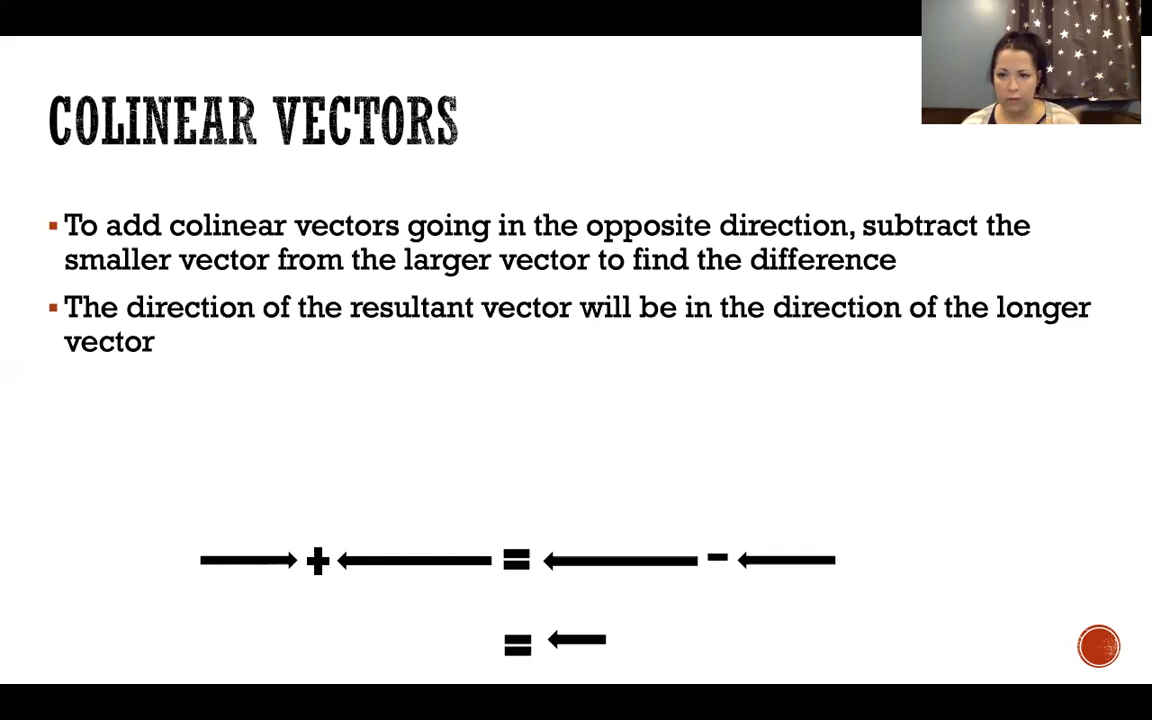 COLINEAR VECTORS
To add colinear vectors going in the opposite direction, subtract the
smaller vector from the larger vector to find the difference
The direction of the resultant vector will be in the direction of the longer
vector
+ = -
=